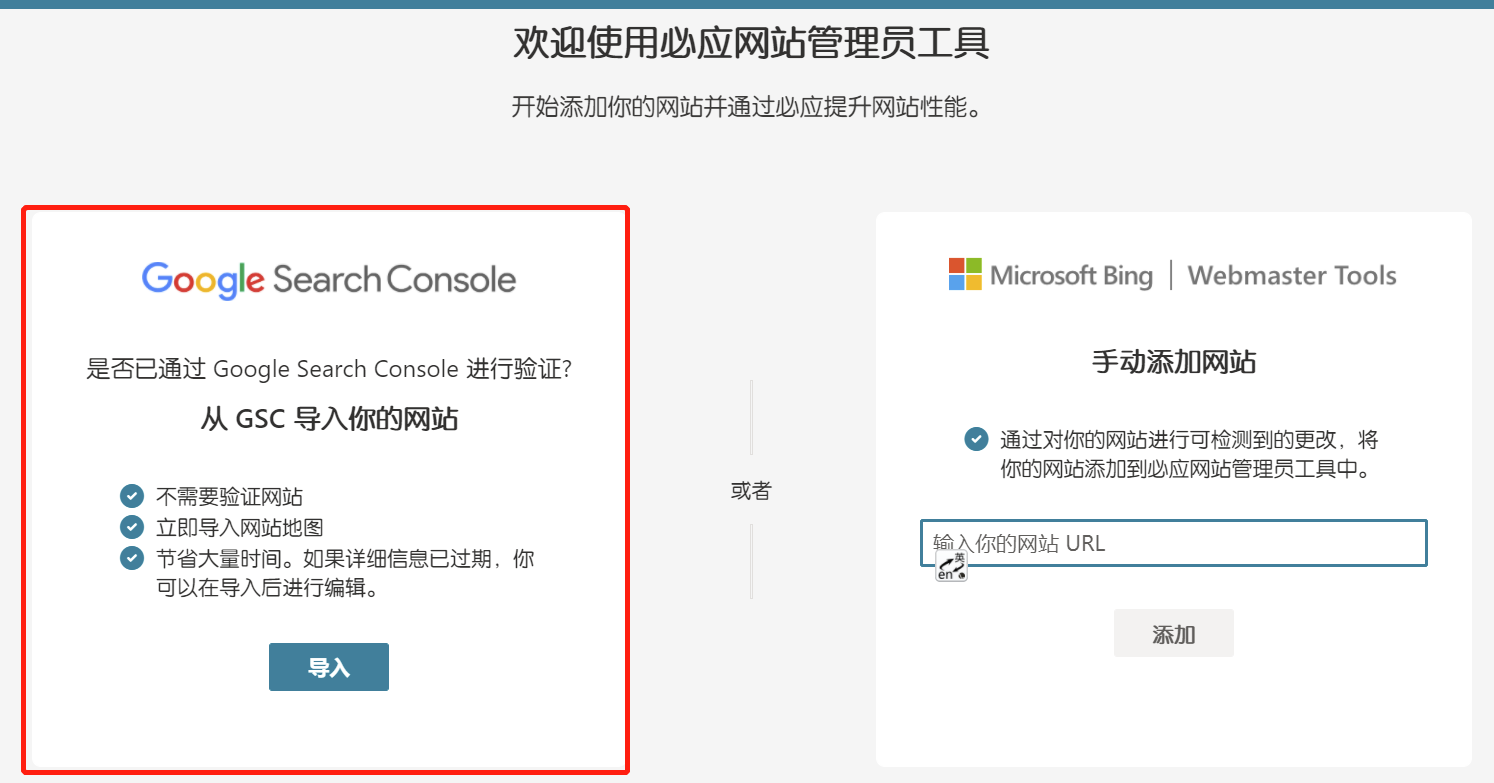 欢迎使用必应网站管理员工具
开始添加你的网站并通过必应提升网站性能。
Google Search Console
是否已通过 Google Search Console 进行验证?
从 GSC 导入你的网站
不需要验证网站
立即导入网站地图
节省大量时间。如果详细信息已过期，你
可以在导入后进行编辑。
导入
或者
Microsoft Bing | Webmaster Tools
手动添加网站
通过对你的网站进行可检测到的更改，将
你的网站添加到必应网站管理员工具中。
输入你的网站 URL
英
en
添加